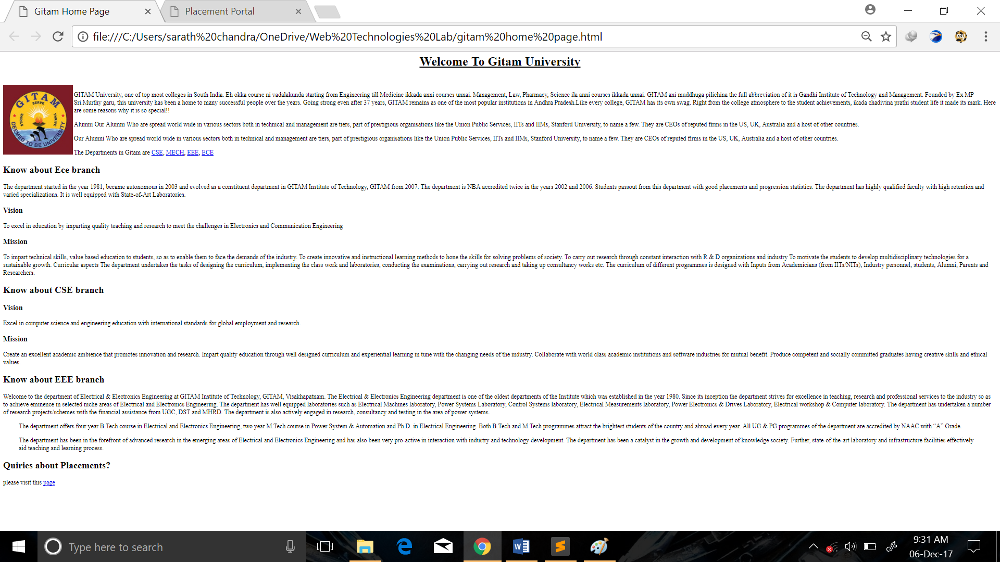 Gitam Home Page
Placement Portal
file:///C:/Users/sarath%20chandra/OneDrive/Web%20Technologies%20Lab/gitam%20home%20page.html
Welcome To Gitam University
GITAM
SERVE
STRIVE
THRIVE
DEEMED TO BE UNIVERSITY
GITAM University, one of top most colleges in South India. Eh okka course ni vadalakunda starting from Engineering till Medicine ikkada anni courses unnai. Management, Law, Pharmacy, Science ila anni courses ikkada unnai. GITAM ani muddhuga pilichina the full abbreviation of it is Gandhi Institute of Technology and Management. Founded by Ex MP
Sri.Murthy garu, this university has been a home to many successful people over the years. Going strong even after 37 years, GITAM remains as one of the most popular institutions in Andhra Pradesh.Like every college, GITAM has its own swag. Right from the college atmosphere to the student achievements, ikada chadivina prathi student life it made its mark. Here
are some reasons why it is so special!!
Alumni Our Alumni Who are spread world wide in various sectors both in technical and management are tiers, part of prestigious organisations like the Union Public Services, IITs and IIMs, Stanford University, to name a few. They are CEOs of reputed firms in the US, UK, Australia and a host of other countries.
Our Alumni Who are spread world wide in various sectors both in technical and management are tiers, part of prestigious organisations like the Union Public Services, IITs and IIMs, Stanford University, to name a few. They are CEOs of reputed firms in the US, UK, Australia and a host of other countries.
The Departments in Gitam are CSE, MECH, EEE, ECE
Know about Ece branch
The department started in the year 1981, became autonomous in 2003 and evolved as a constituent department in GITAM Institute of Technology, GITAM from 2007. The department is NBA accredited twice in the years 2002 and 2006. Students passout from this department with good placements and progression statistics. The department has highly qualified faculty with high retention and
varied specializations. It is well equipped with State-of-Art Laboratories.
Vision
To excel in education by imparting quality teaching and research to meet the challenges in Electronics and Communication Engineering
Mission
To impart technical skills, value based education to students, so as to enable them to face the demands of the industry. To create innovative and instructional learning methods to hone the skills for solving problems of society. To carry out research through constant interaction with R & D organizations and industry To motivate the students to develop multidisciplinary technologies for a
sustainable growth. Curricular aspects The department undertakes the tasks of designing the curriculum, implementing the class work and laboratories, conducting the examinations, carrying out research and taking up consultancy works etc. The curriculum of different programmes is designed with Inputs from Academicians (from IITs/NITs), Industry personnel, students, Alumni, Parents and
Researchers.
Know about CSE branch
Vision
Excel in computer science and engineering education with international standards for global employment and research.
Mission
Create an excellent academic ambience that promotes innovation and research. Impart quality education through well designed curriculum and experiential learning in tune with the changing needs of the industry. Collaborate with world class academic institutions and software industries for mutual benefit. Produce competent and socially committed graduates having creative skills and ethical
values.
Know about EEE branch
Welcome to the department of Electrical & Electronics Engineering at GITAM Institute of Technology, GITAM, Visakhapatnam. The Electrical & Electronics Engineering department is one of the oldest departments of the Institute which was established in the year 1980. Since its inception the department strives for excellence in teaching, research and professional services to the industry so as
to achieve eminence in selected niche areas of Electrical and Electronics Engineering. The department has well equipped laboratories such as Electrical Machines laboratory, Power Systems Laboratory, Control Systems laboratory, Electrical Measurements laboratory, Power Electronics & Drives Laboratory, Electrical workshop & Computer laboratory. The department has undertaken a number
of research projects/schemes with the financial assistance from UGC, DST and MHRD. The department is also actively engaged in research, consultancy and testing in the area of power systems.
The department offers four year B.Tech course in Electrical and Electronics Engineering, two year M.Tech course in Power System & Automation and Ph.D. in Electrical Engineering. Both B.Tech and M.Tech programmes attract the brightest students of the country and abroad every year. All UG & PG programmes of the department are accredited by NAAC with “A” Grade.
The department has been in the forefront of advanced research in the emerging areas of Electrical and Electronics Engineering and has also been very pro-active in interaction with industry and technology development. The department has been a catalyst in the growth and development of knowledge society. Further, state-of-the-art laboratory and infrastructure facilities effectively
aid teaching and learning process.
Quiries about Placements?
please visit this page
Type here to search
9:31 AM
06-Dec-17